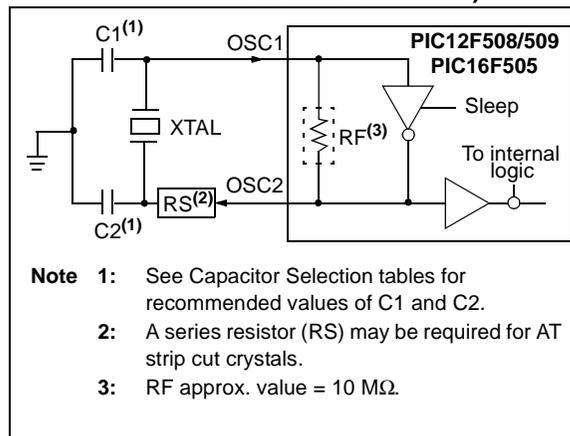 C1(1)
OSC1
PIC12F508/509
PIC16F505
Sleep
XTAL
RF(3)
To internal
logic
OSC2
RS(2)
C2(1)
Note 1: See Capacitor Selection tables for
recommended values of C1 and C2.
2: A series resistor (RS) may be required for AT
strip cut crystals.
3: RF approx. value = 10 MΩ.